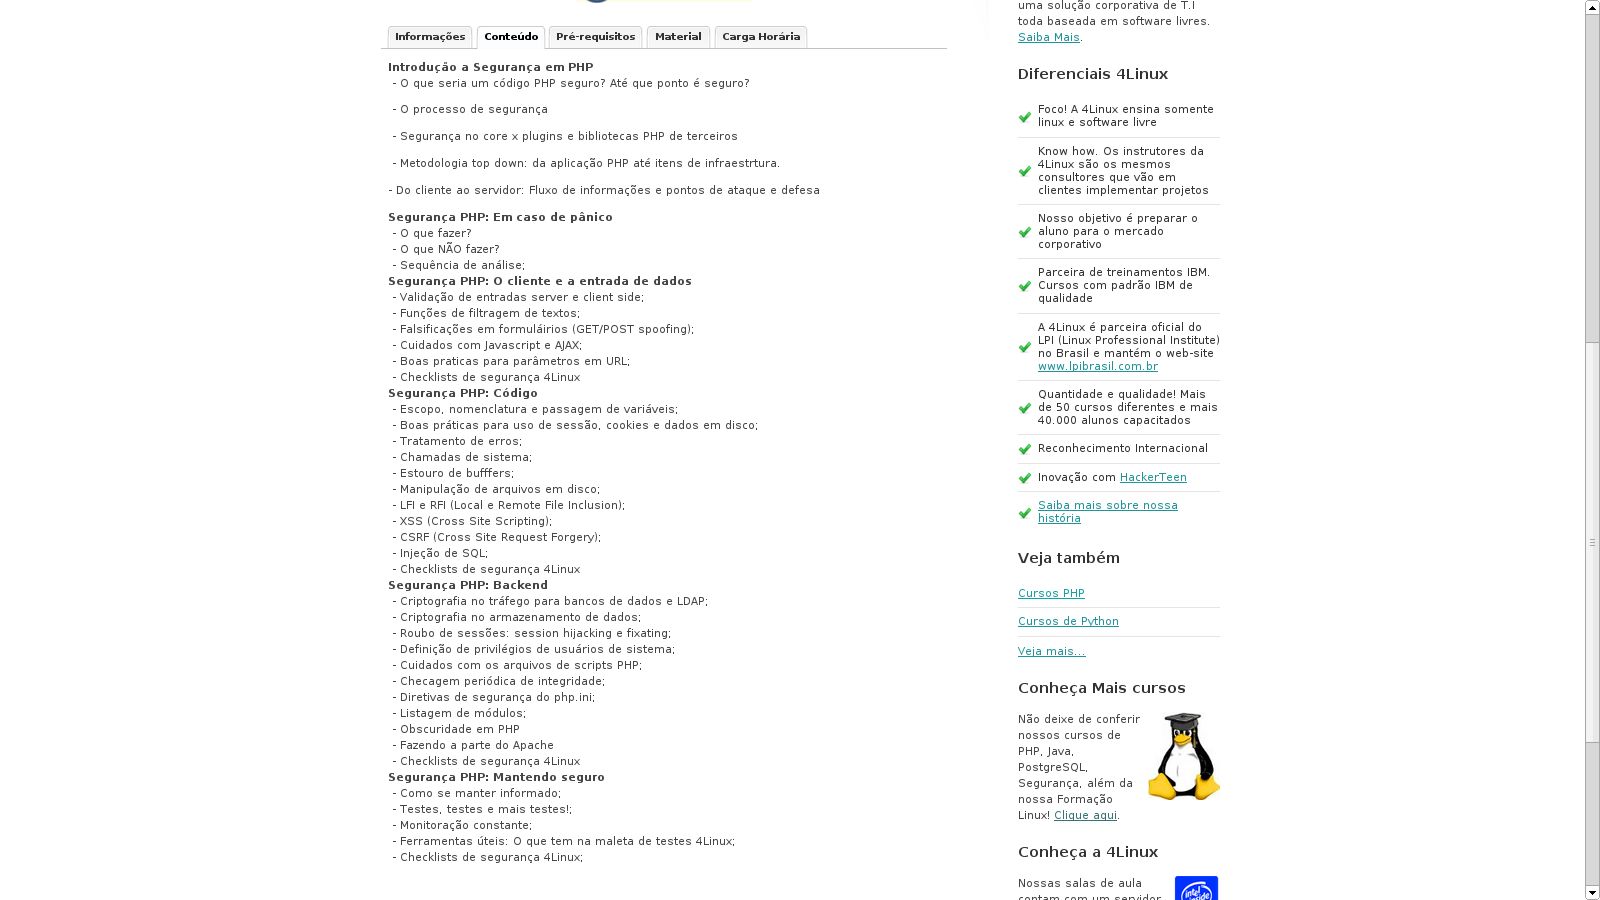 Informações Conteúdo Pré-requisitos Material Carga Horária
Introdução a Segurança em PHP
- O que seria um código PHP seguro? Até que ponto é seguro?
- O processo de segurança
- Segurança no core x plugins e bibliotecas PHP de terceiros
- Metodologia top down: da aplicação PHP até itens de infraestrtura.
- Do cliente ao servidor: Fluxo de informações e pontos de ataque e defesa
Segurança PHP: Em caso de pânico
- O que fazer?
- O que NÃO fazer?
- Sequência de análise;
Segurança PHP: O cliente e a entrada de dados
- Validação de entradas server e client side;
- Funções de filtragem de textos;
- Falsificações em formuláirios (GET/POST spoofing);
- Cuidados com Javascript e AJAX;
- Boas praticas para parâmetros em URL;
- Checklists de segurança 4Linux
Segurança PHP: Código
- Escopo, nomenclatura e passagem de variáveis;
- Boas práticas para uso de sessão, cookies e dados em disco;
- Tratamento de erros;
- Chamadas de sistema;
- Estouro de bufffers;
- Manipulação de arquivos em disco;
- LFI e RFI (Local e Remote File Inclusion);
- XSS (Cross Site Scripting);
- CSRF (Cross Site Request Forgery);
- Injeção de SQL;
- Checklists de segurança 4Linux
Segurança PHP: Backend
- Criptografia no tráfego para bancos de dados e LDAP;
- Criptografia no armazenamento de dados;
- Roubo de sessões: session hijacking e fixating;
- Definição de privilégios de usuários de sistema;
- Cuidados com os arquivos de scripts PHP;
- Checagem periódica de integridade;
- Diretivas de segurança do php.ini;
- Listagem de módulos;
- Obscuridade em PHP
- Fazendo a parte do Apache
- Checklists de segurança 4Linux
Segurança PHP: Mantendo seguro
- Como se manter informado;
- Testes, testes e mais testes!;
- Monitoração constante;
- Ferramentas úteis: O que tem na maleta de testes 4Linux;
- Checklists de segurança 4Linux;
uma solução corporativa de T.I
toda baseada em software livres.
Saiba Mais.
Diferenciais 4Linux
Foco! A 4Linux ensina somente
linux e software livre
Know how. Os instrutores da
4Linux são os mesmos
consultores que vão em
clientes implementar projetos
Nosso objetivo é preparar o
aluno para o mercado
corporativo
Parceira de treinamentos IBM.
Cursos com padrão IBM de
qualidade
A 4Linux é parceira oficial do
LPI (Linux Professional Institute)
no Brasil e mantém o web-site
www.lpibrasil.com.br
Quantidade e qualidade! Mais
de 50 cursos diferentes e mais
40.000 alunos capacitados
Reconhecimento Internacional
Inovação com HackerTeen
Saiba mais sobre nossa
história
Veja também
Cursos PHP
Cursos de Python
Veja mais...
Conheça Mais cursos
Não deixe de conferir
nossos cursos de
PHP, Java,
PostgreSQL,
Segurança, além da
nossa Formação
Linux! Clique aqui.
Conheça a 4Linux
Nossas salas de aula
contam com um servidor
intel